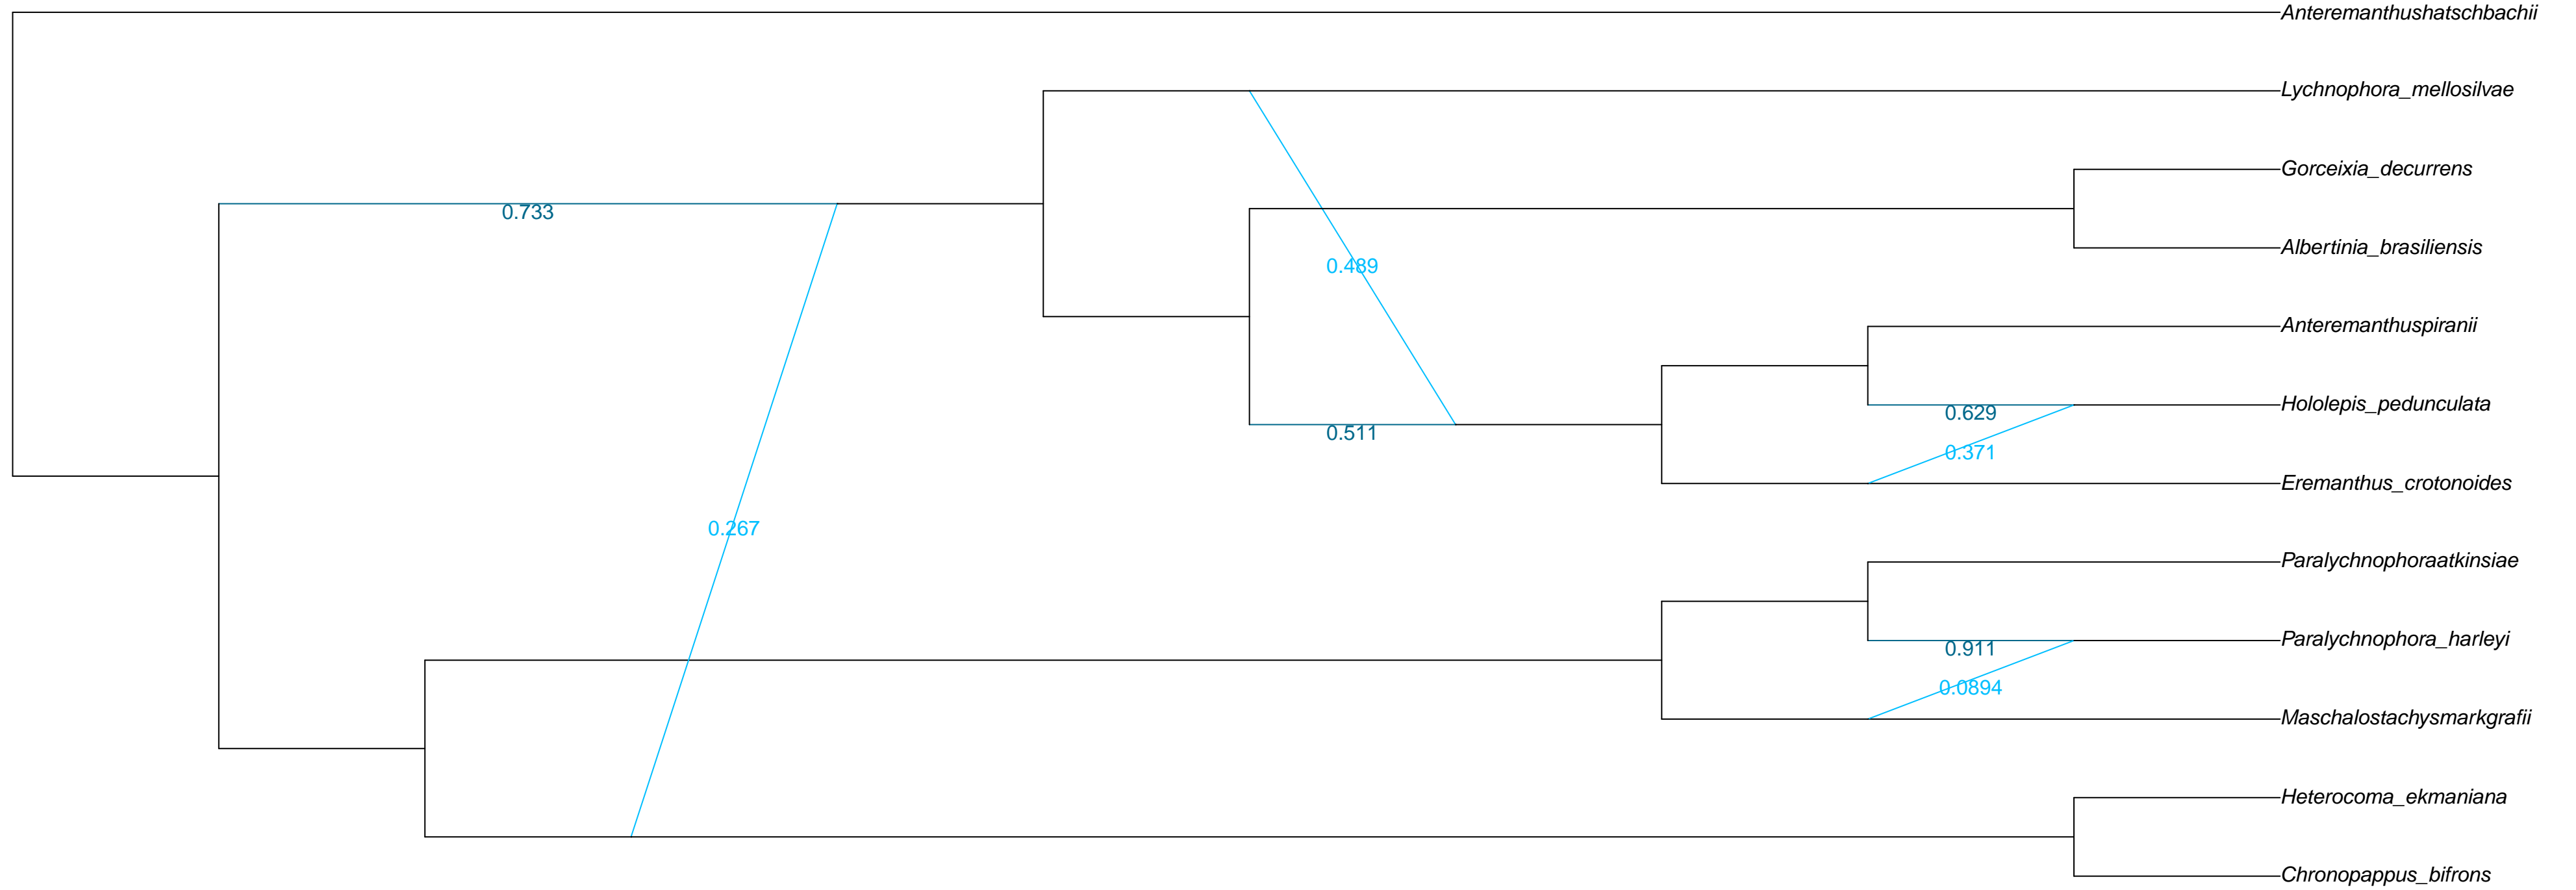 Anteremanthushatschbachii
Lychnophora_mellosilvae
Gorceixia_decurrens
0.733
Albertinia_brasiliensis
0.489
Anteremanthuspiranii
Hololepis_pedunculata
0.629
0.511
0.371
Eremanthus_crotonoides
0.267
Paralychnophoraatkinsiae
Paralychnophora_harleyi
0.911
0.0894
Maschalostachysmarkgrafii
Heterocoma_ekmaniana
Chronopappus_bifrons